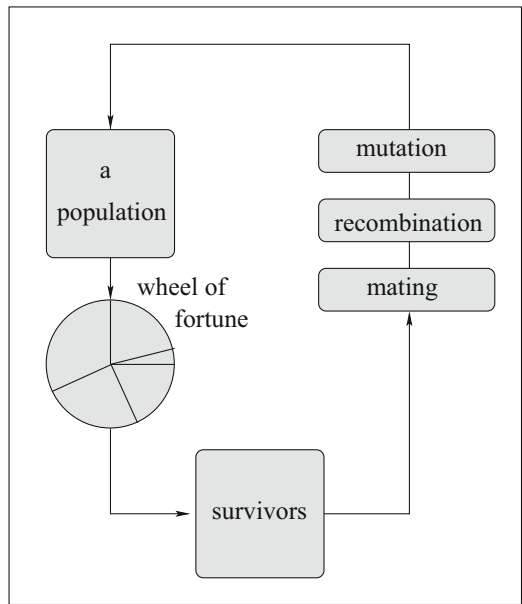 a
population
wheel of
fortune
survivors
mutation
recombination
mating